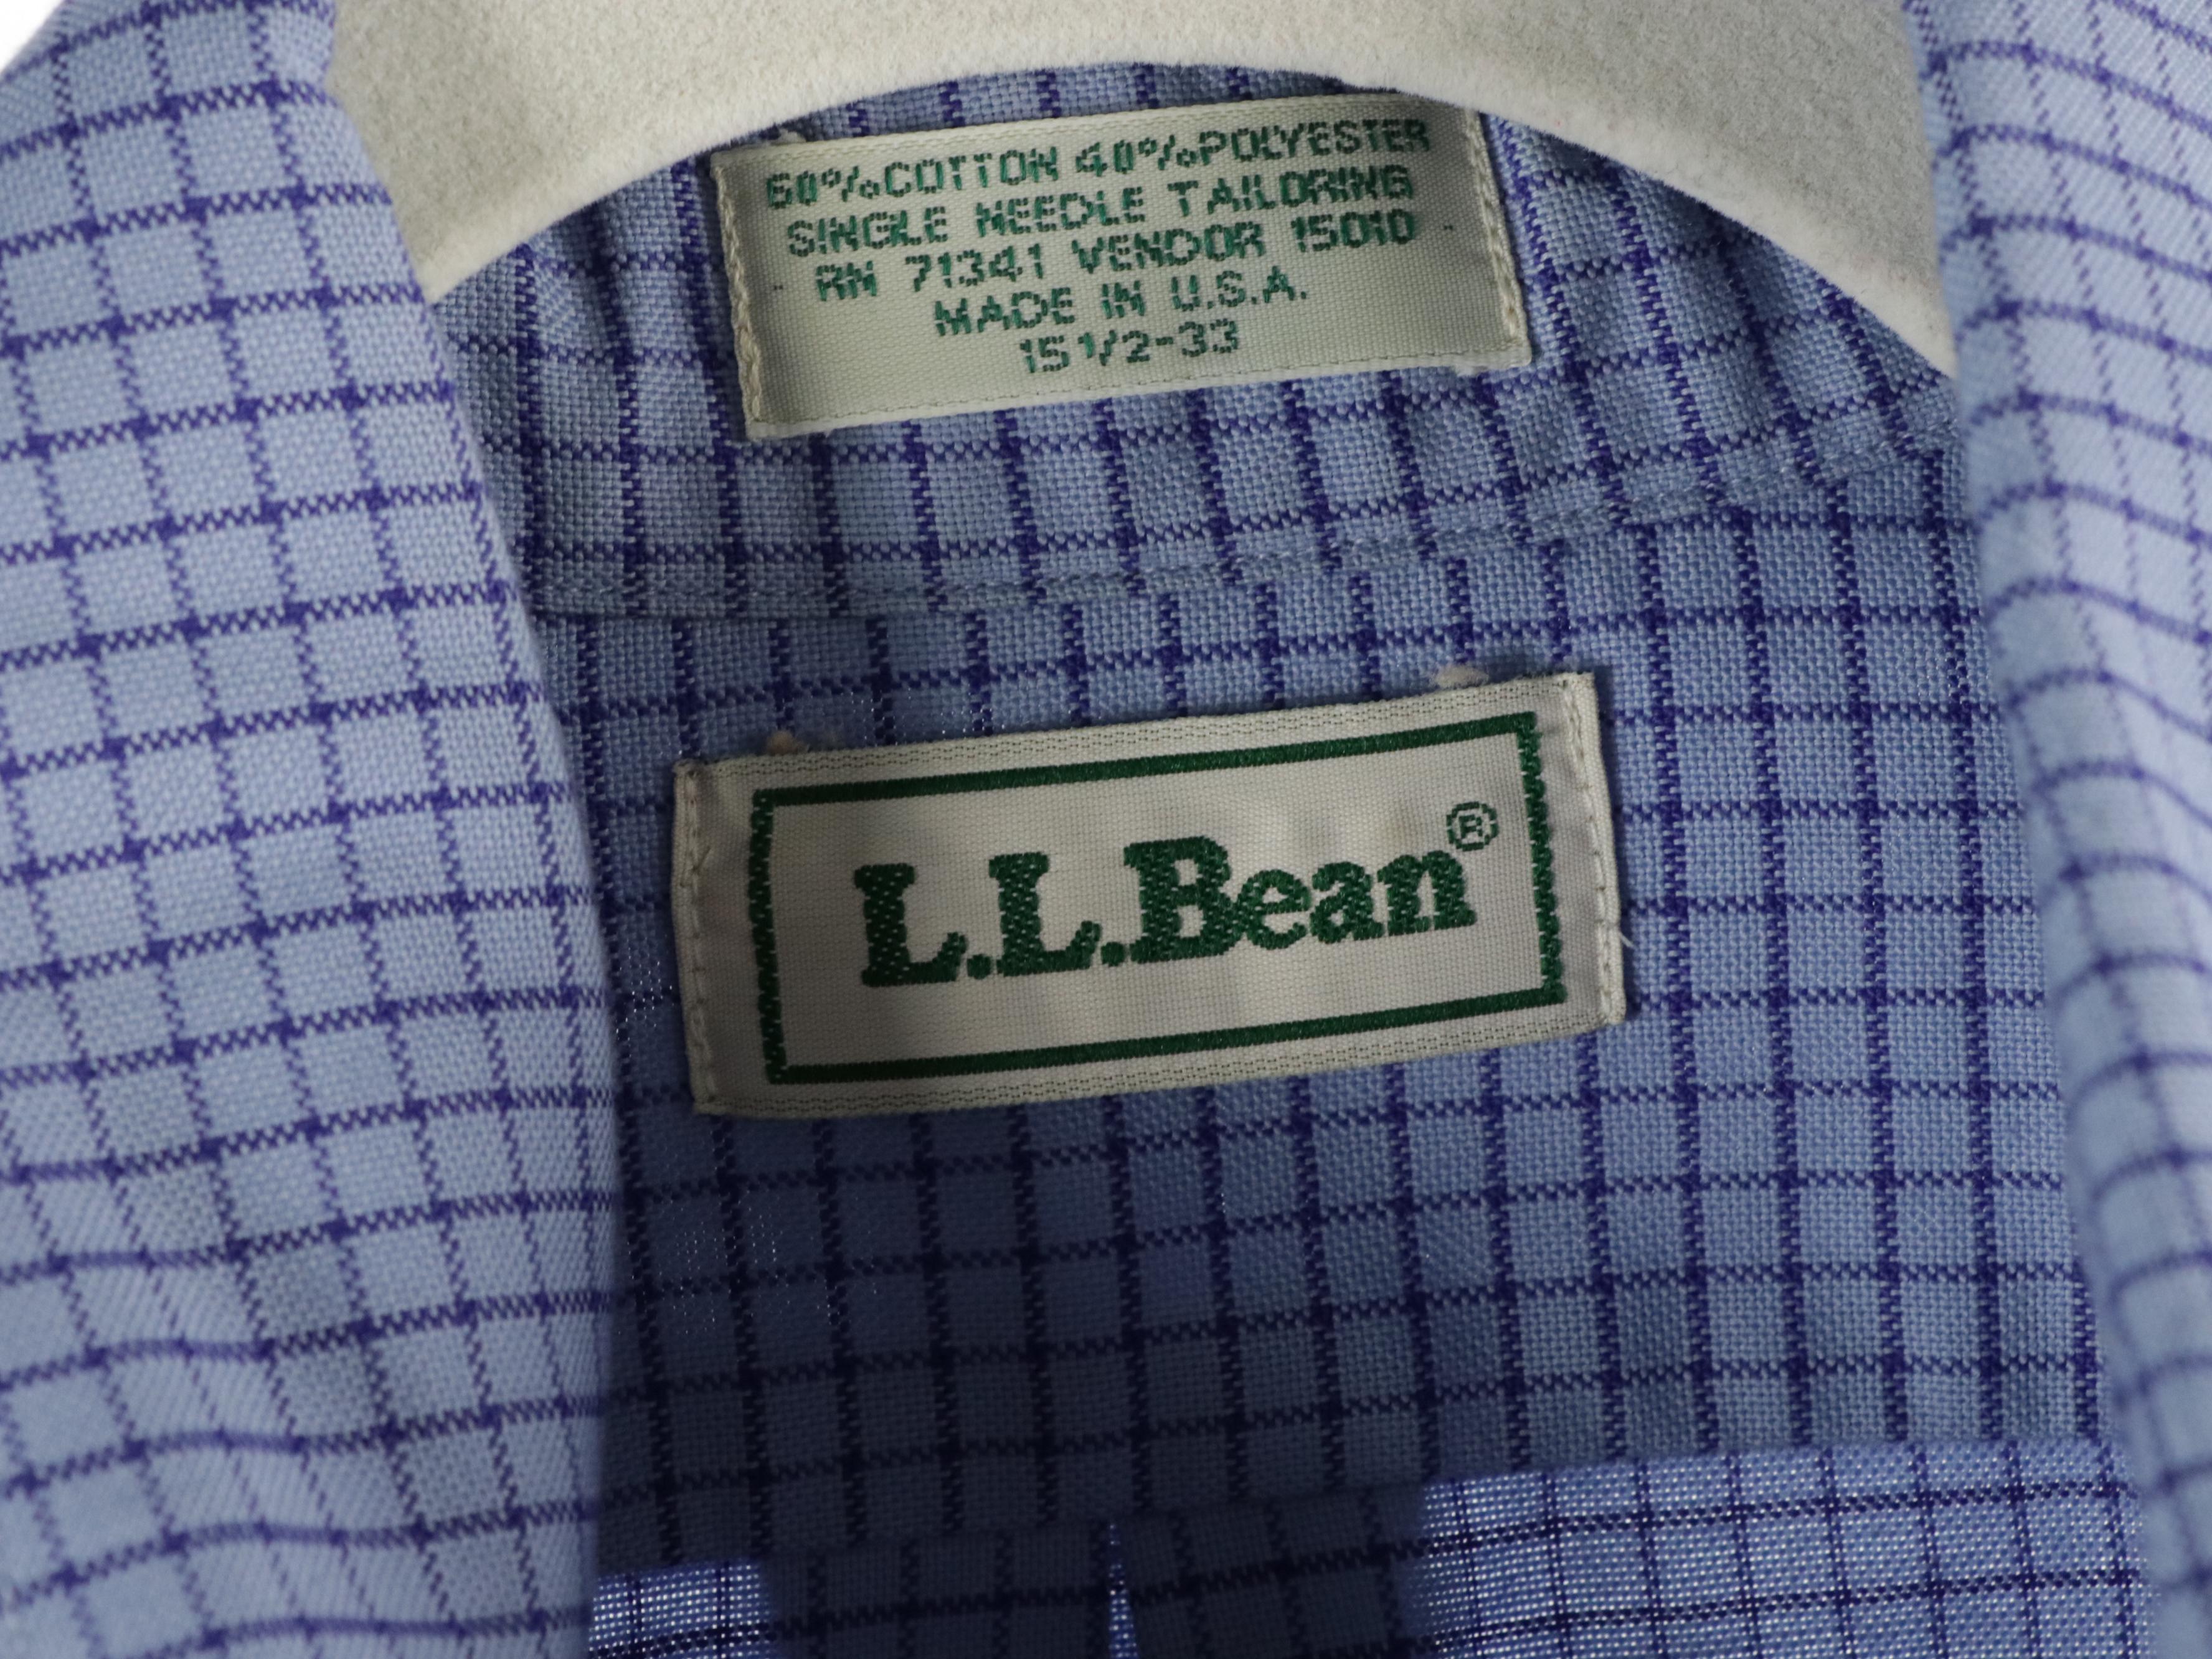 60%COTTON 40%POLYESTER
SINGLE NEEDLE TAILORING
RN 71341 VENDOR 15010
MADE IN U.S.A.
15 1/2-33
L.L.Bean®